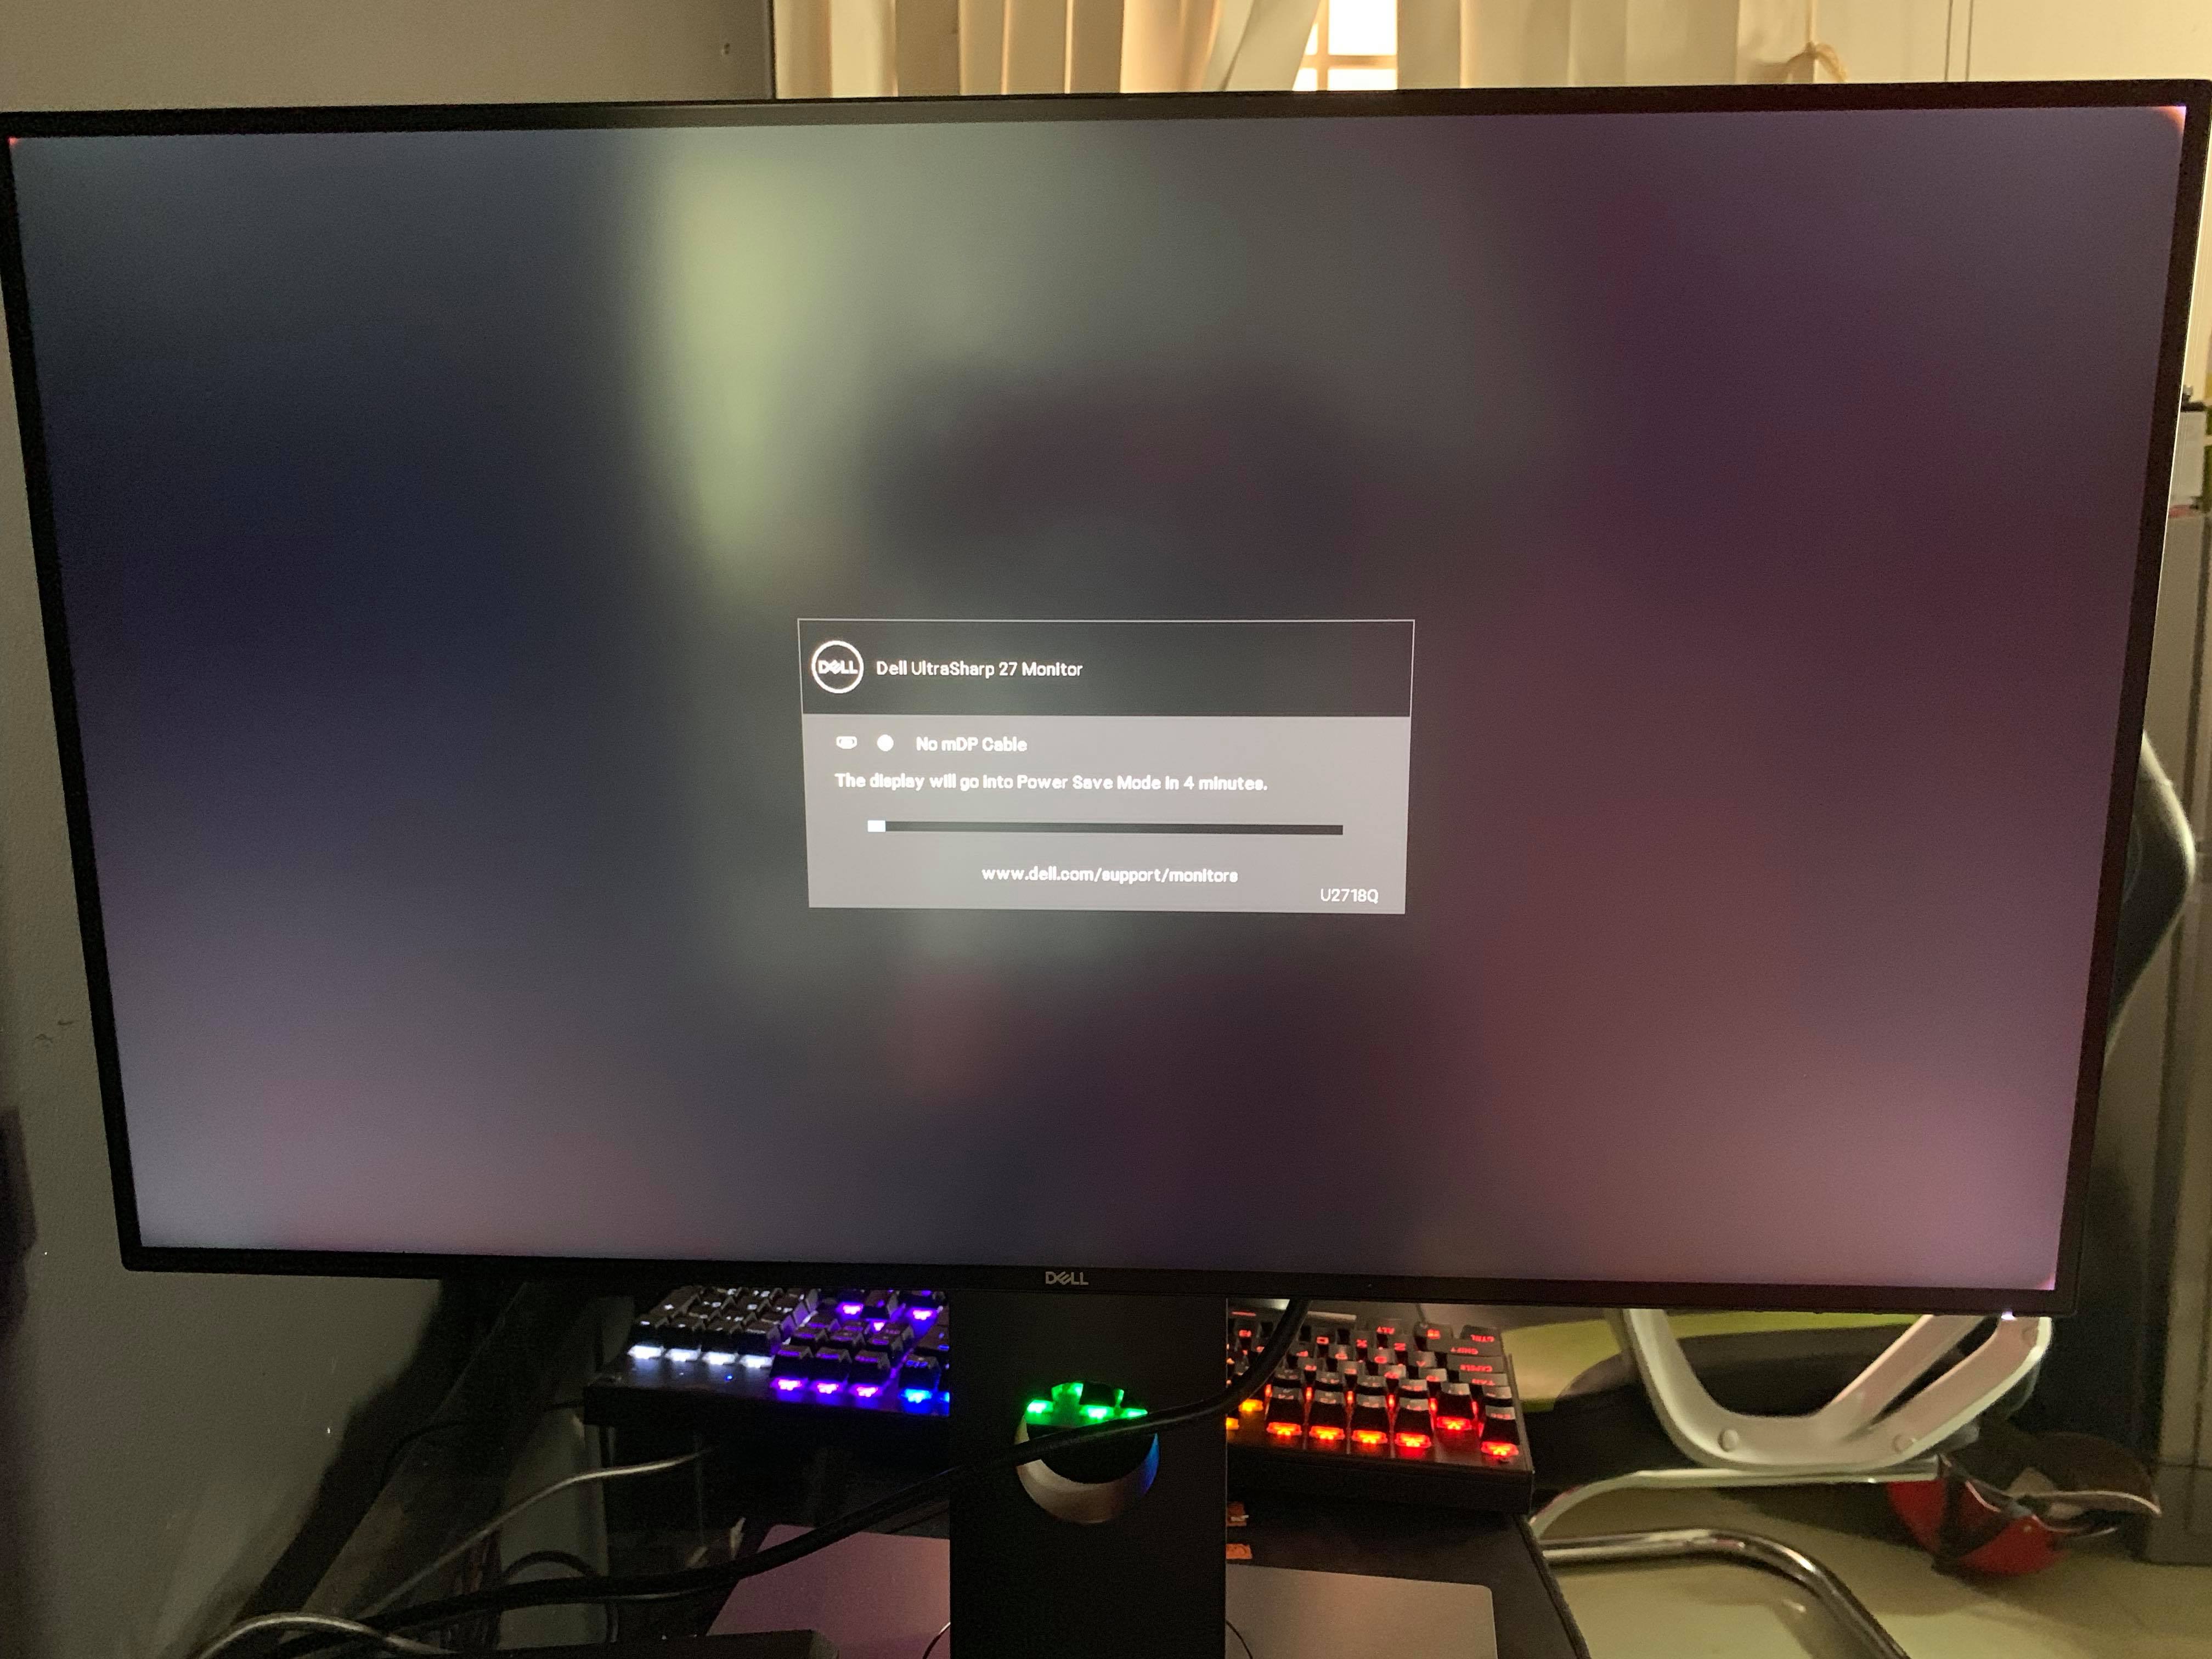 DELL
Dell UltraSharp 27 Monitor
No mDP Cable
The display will go into Power Save Mode in 4 minutes.
www.dell.com/support/monitors
U2718Q
DELL